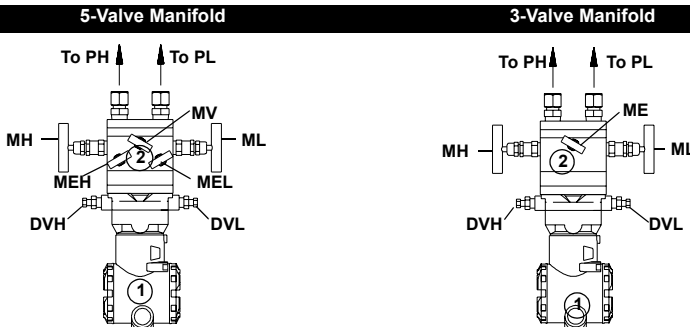 5-Valve Manifold
To PH
To PL
MV
MH
ML
2
MEH
MEL
DVH
DVL
1
3-Valve Manifold
To PH
To PL
ME
MH
ML
2
DVH
DVL
1